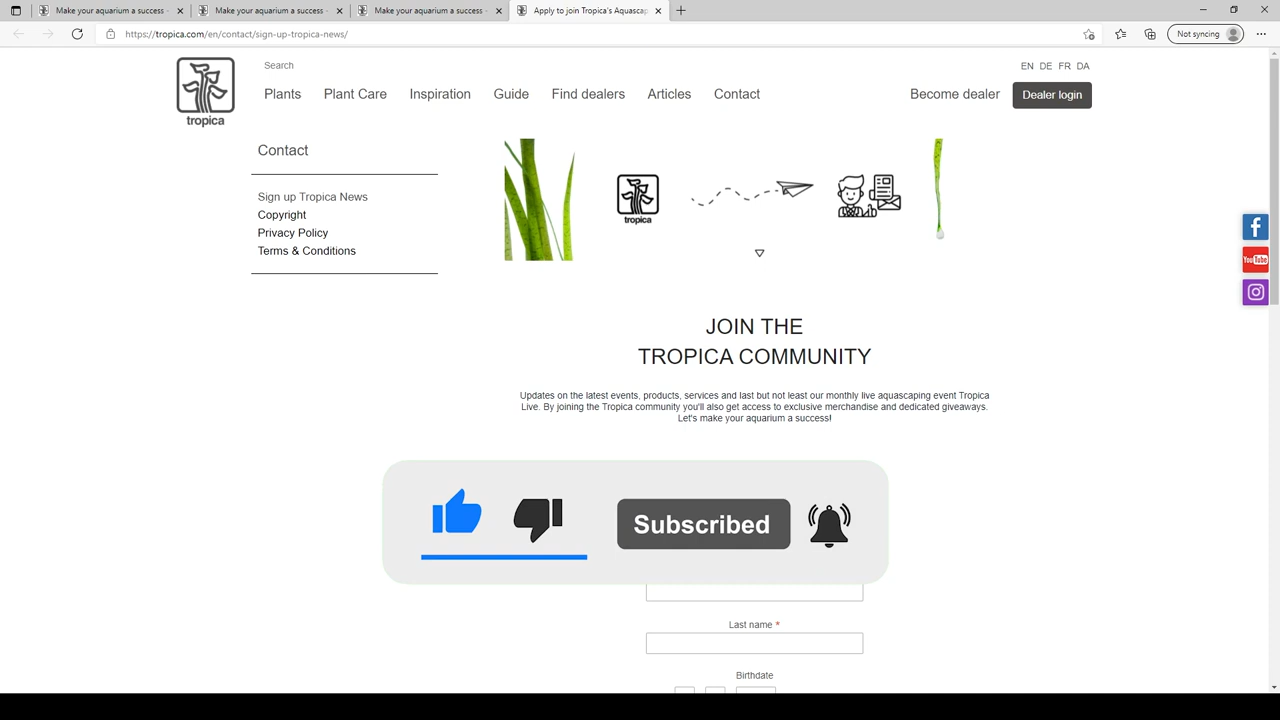 Make your aquarium a success -
Make your aquarium a success -
Make your aquarium a success -
Apply to join Tropica's Aquascap
https://tropica.com/en/contact/sign-up-tropica-news/
Not syncing
Search
EN DE FR DA
tropica
Plants Plant Care Inspiration Guide Find dealers Articles Contact Become dealer Dealer login
Contact
Sign up Tropica News
Copyright
Privacy Policy
Terms & Conditions
tropica
YouTube
JOIN THE
TROPICA COMMUNITY
Updates on the latest events, products, services and last but not least our monthly live aquascaping event Tropica
Live. By joining the Tropica community you'll also get access to exclusive merchandise and dedicated giveaways.
Let's make your aquarium a success!
Subscribed
Last name *
Birthdate